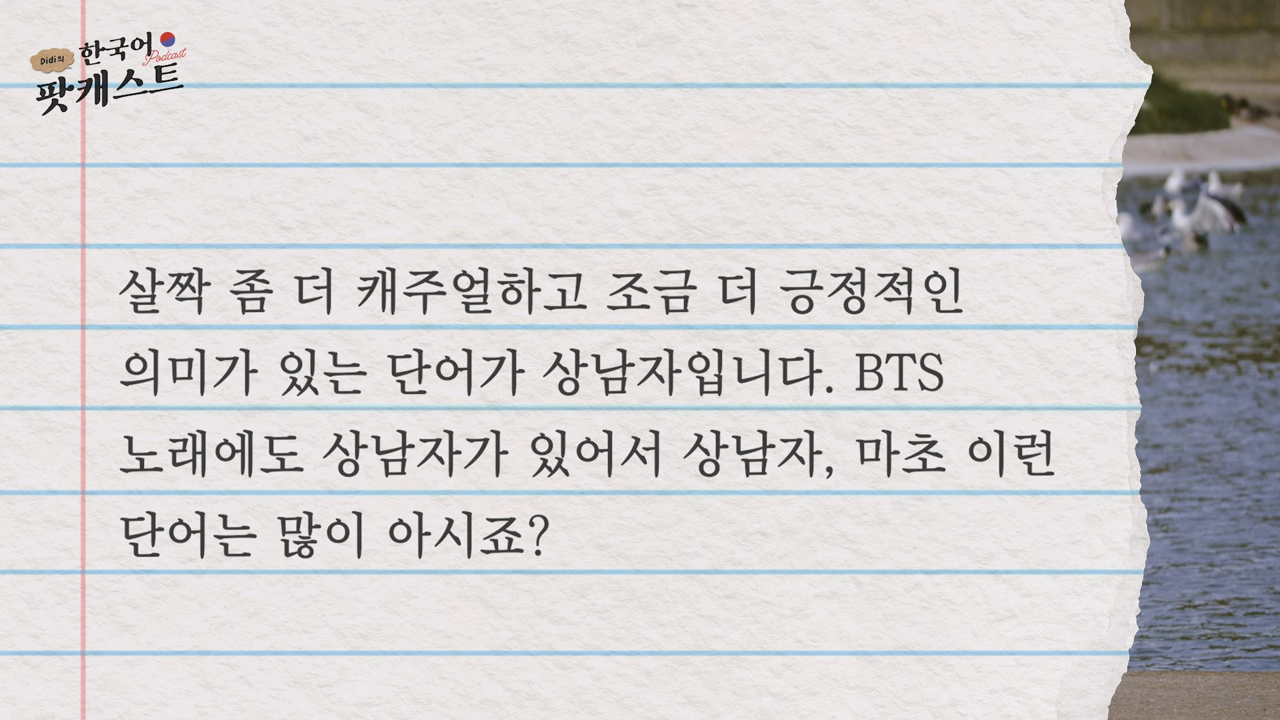 Didi의
한국어
Podcast
팟캐스트
살짝 좀 더 캐주얼하고 조금 더 긍정적인
의미가 있는 단어가 상남자입니다. BTS
노래에도 상남자가 있어서 상남자, 마초 이런
단어는 많이 아시죠?